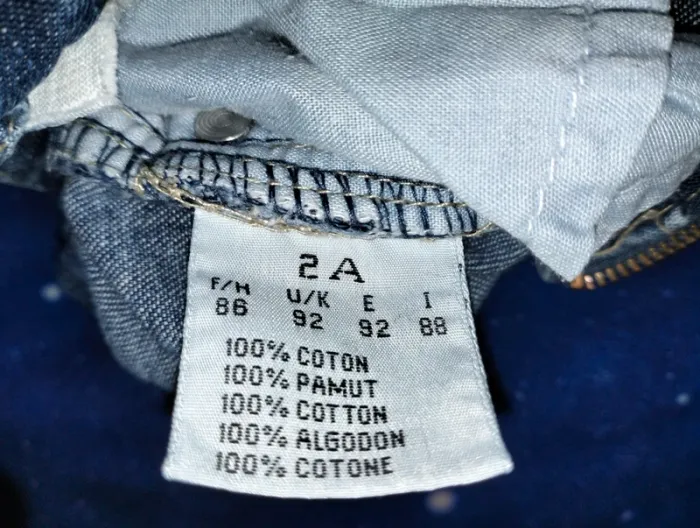 2A
F/H U/K E I
86 92 92 88
100% COTON
100% PAMUT
100% COTTON
100% ALGODON
100% COTONE